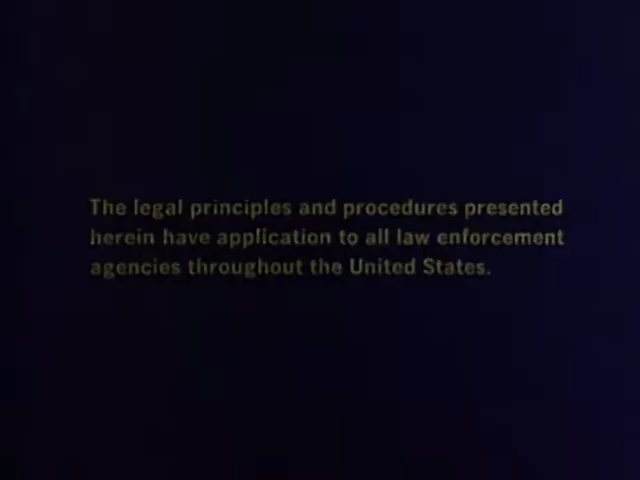 The legal principles and procedures presented
herein have application to all law enforcement
agencies throughout the United States.